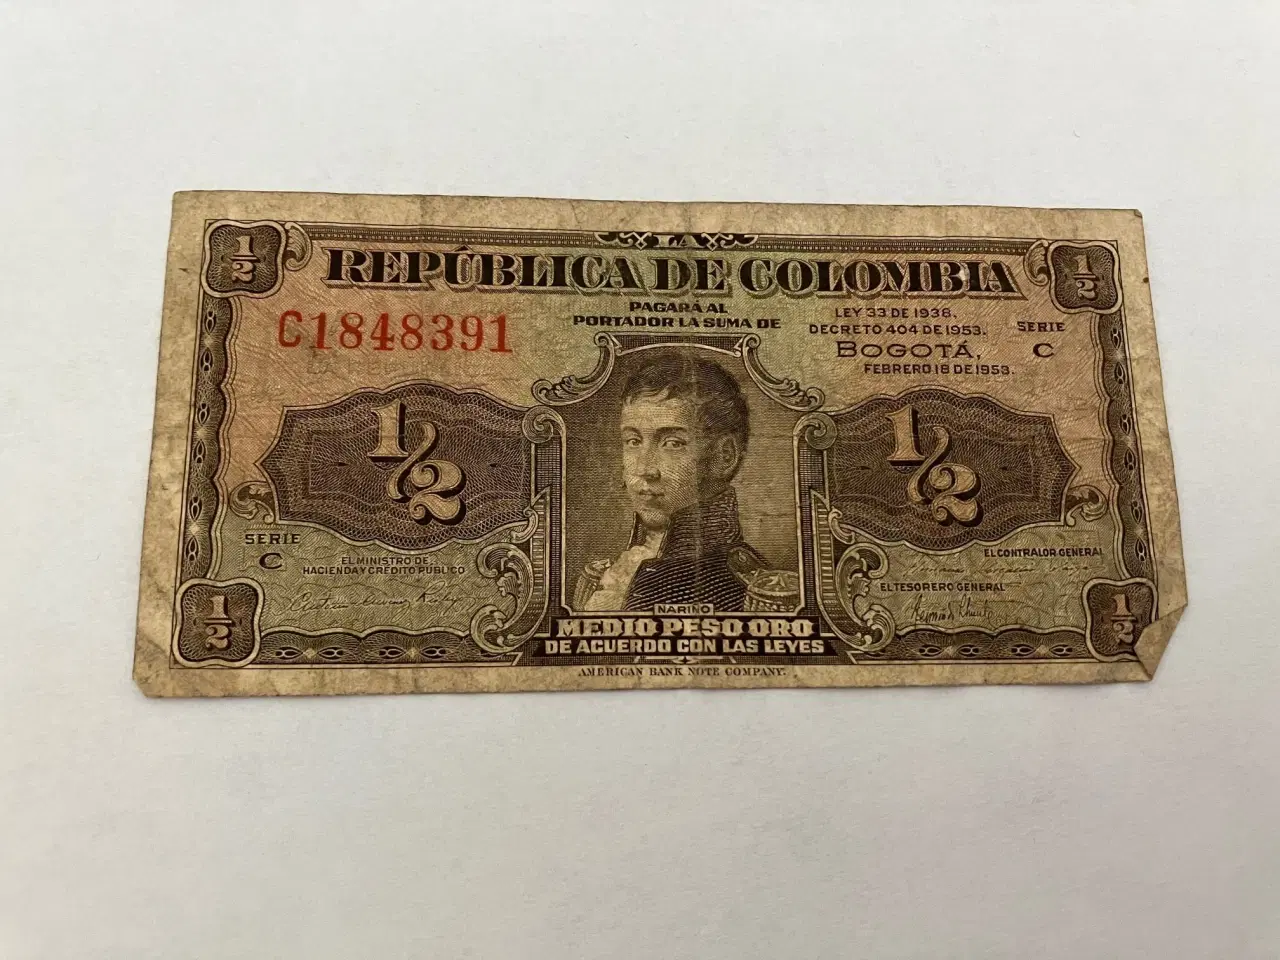 LA
REPÚBLICA DE COLOMBIA
1/2
1/2
C1848391
PAGARÁ AL
PORTADOR LA SUMA DE
LEY 33 DE 1938.
DECRETO 404 DE 1953.
BOGOTÁ,
FEBRERO 18 DE 1953.
SERIE
C
1/2
1/2
SERIE
C
EL MINISTRO DE
HACIENDA Y CRÉDITO PÚBLICO
EL CONTRALOR GENERAL
EL TESORERO GENERAL
1/2
1/2
NARIÑO
MEDIO PESO ORO
DE ACUERDO CON LAS LEYES
AMERICAN BANK NOTE COMPANY.